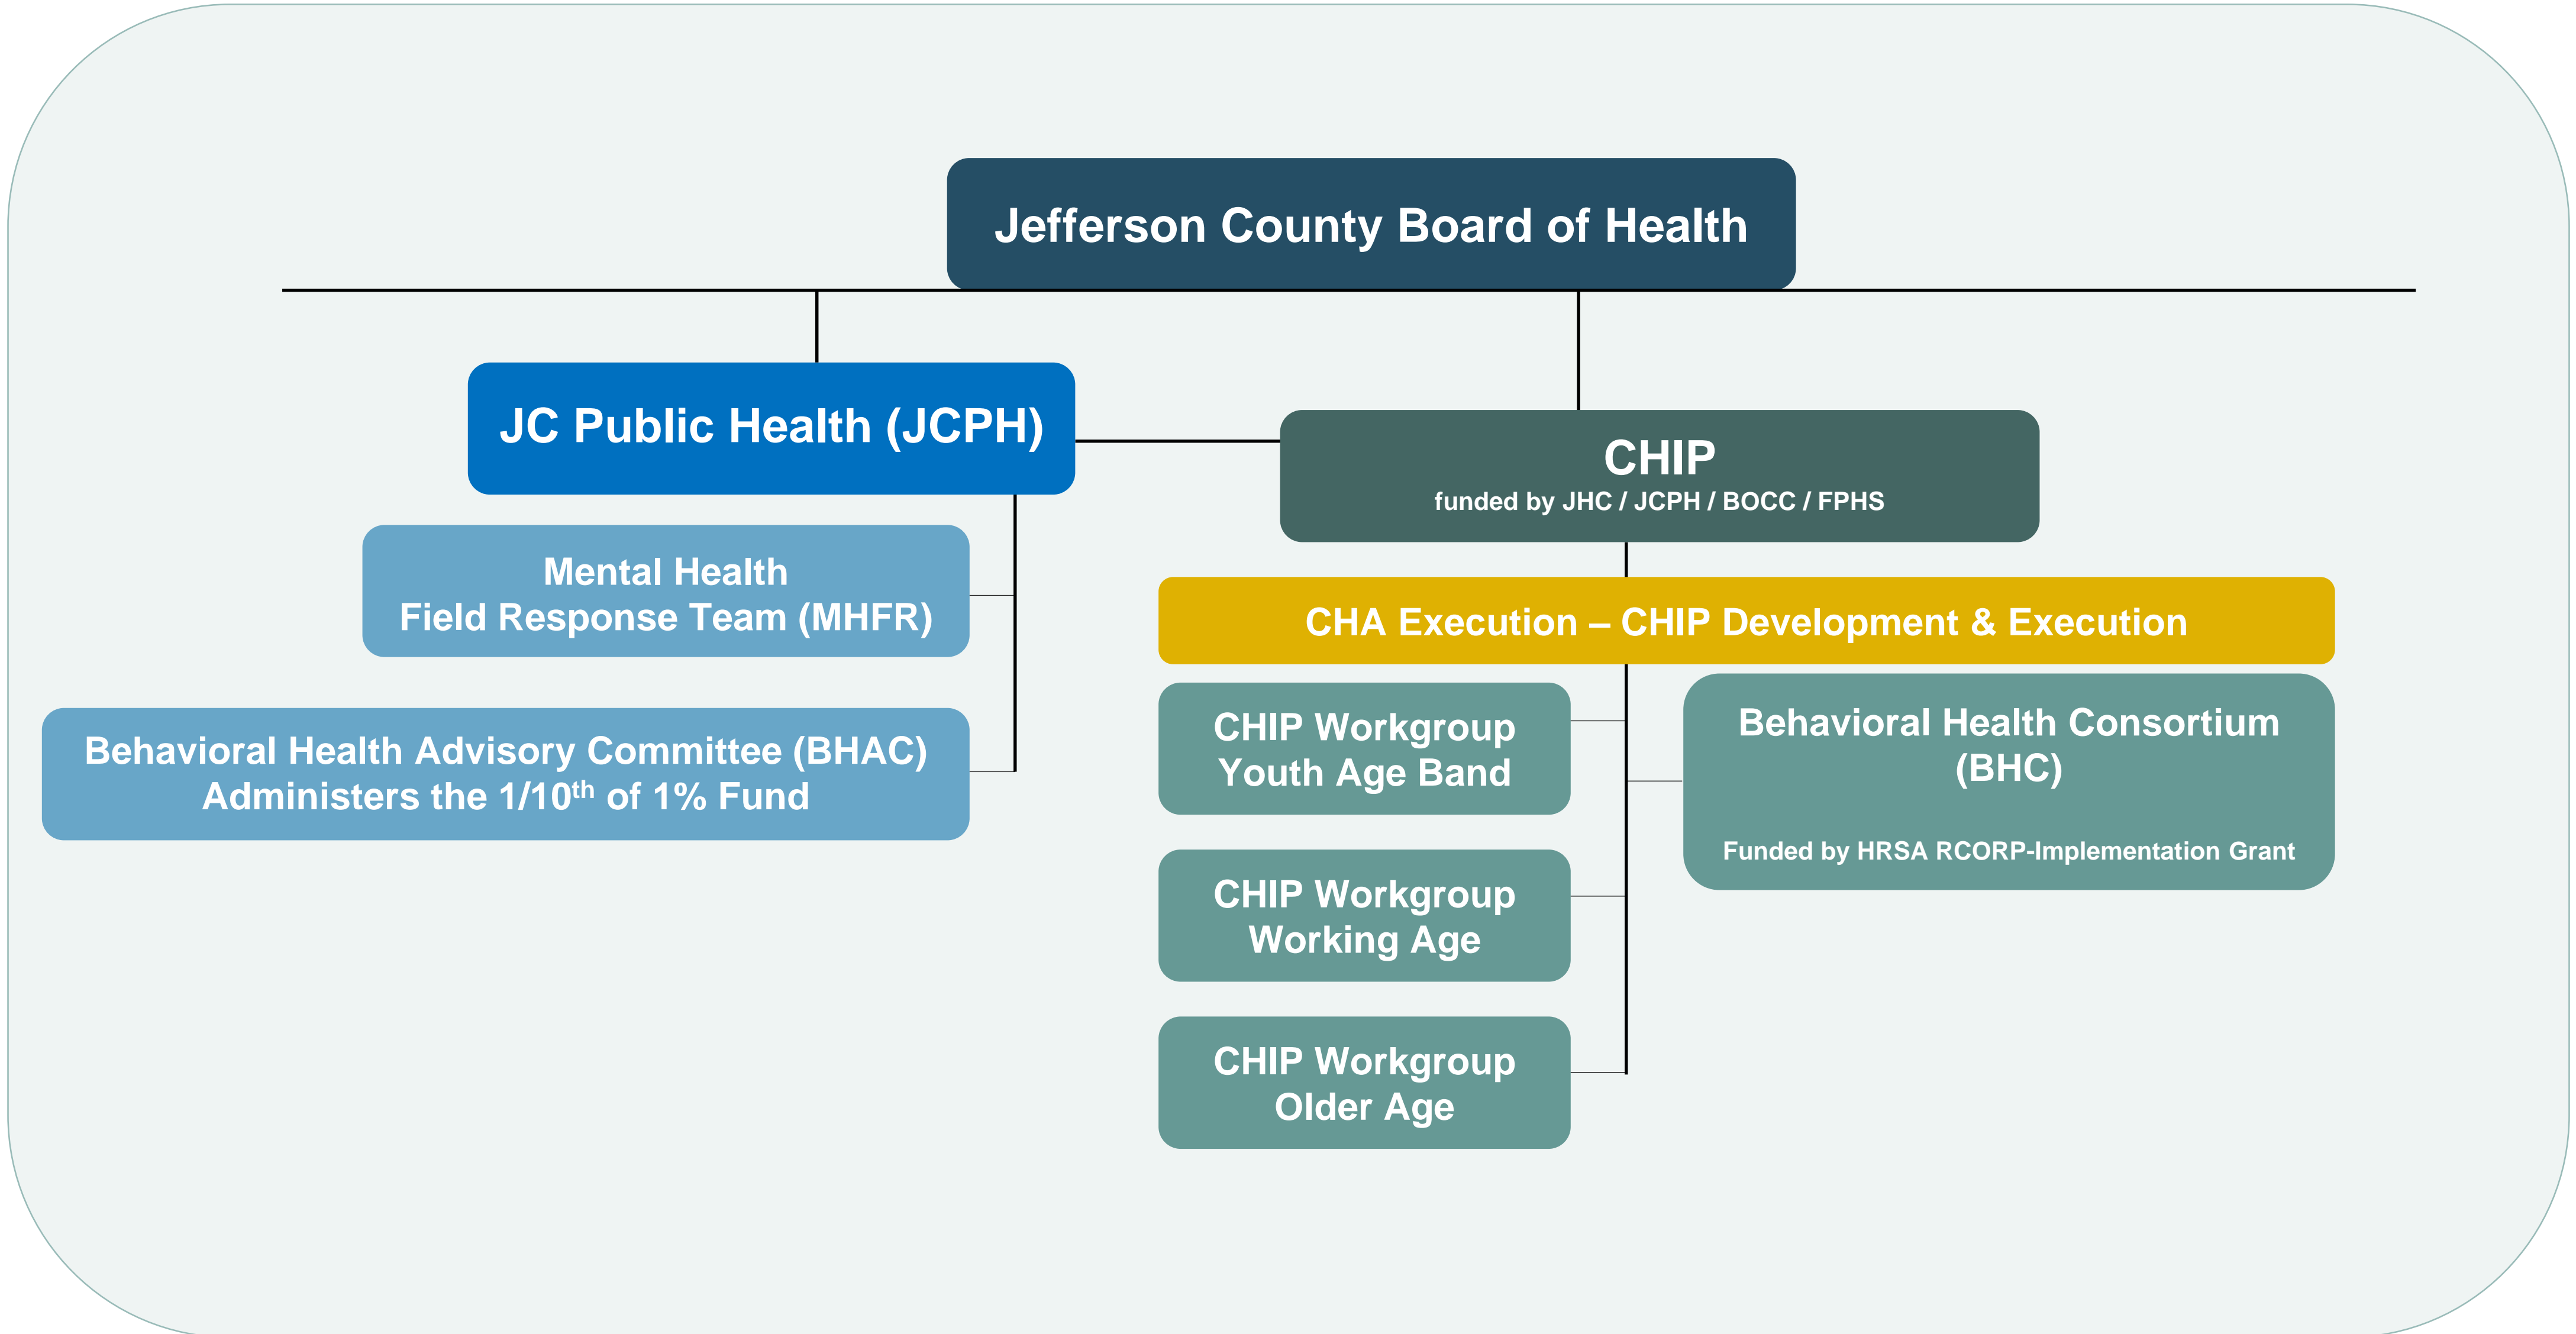 Jefferson County Board of Health
JC Public Health (JCPH)
CHIP
funded by JHC / JCPH / BOCC / FPHS
Mental Health
Field Response Team (MHFR)
Behavioral Health Advisory Committee (BHAC)
Administers the 1/10th of 1% Fund
CHA Execution – CHIP Development & Execution
CHIP Workgroup
Youth Age Band
CHIP Workgroup
Working Age
CHIP Workgroup
Older Age
Behavioral Health Consortium
(BHC)
Funded by HRSA RCORP-Implementation Grant